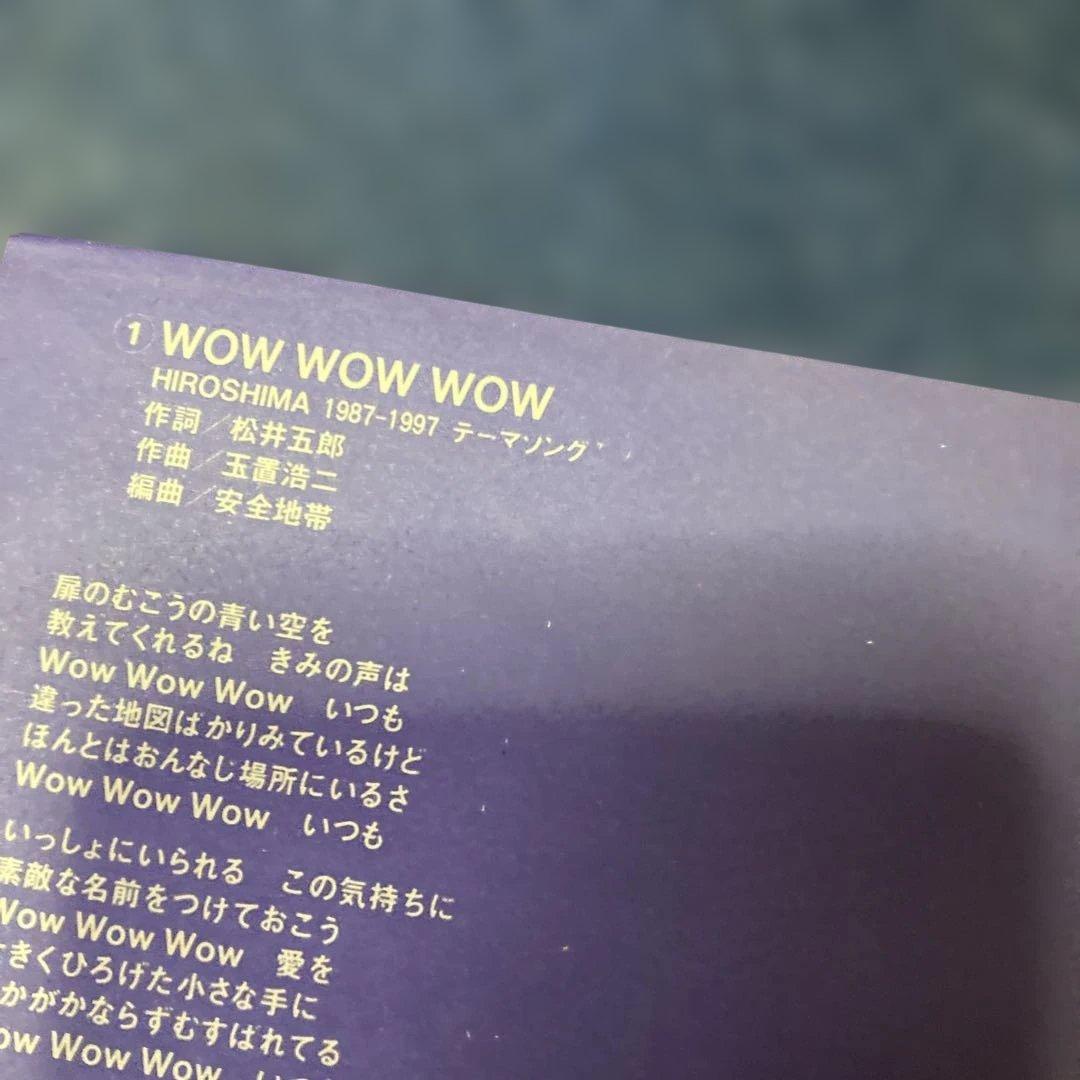 ① WOW WOW WOW
HIROSHIMA 1987-1997 テーマソング
作詞／松井五郎
作曲／玉置浩二
編曲／安全地帯
扉のむこうの青い空を
教えてくれるね　きみの声は
Wow Wow Wow　いつも
違った地図ばかりみているけど
ほんとはおんなじ場所にいるさ
Wow Wow Wow　いつも
いっしょにいられる　この気持ちに
素敵な名前をつけておこう
Wow Wow Wow　愛を
きくひろげた小さな手に
かがかならずむすばれてる
Wow Wow